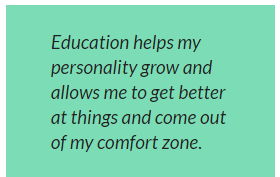 Education helps my
personality grow and
allows me to get better
at things and come out
of my comfort zone.